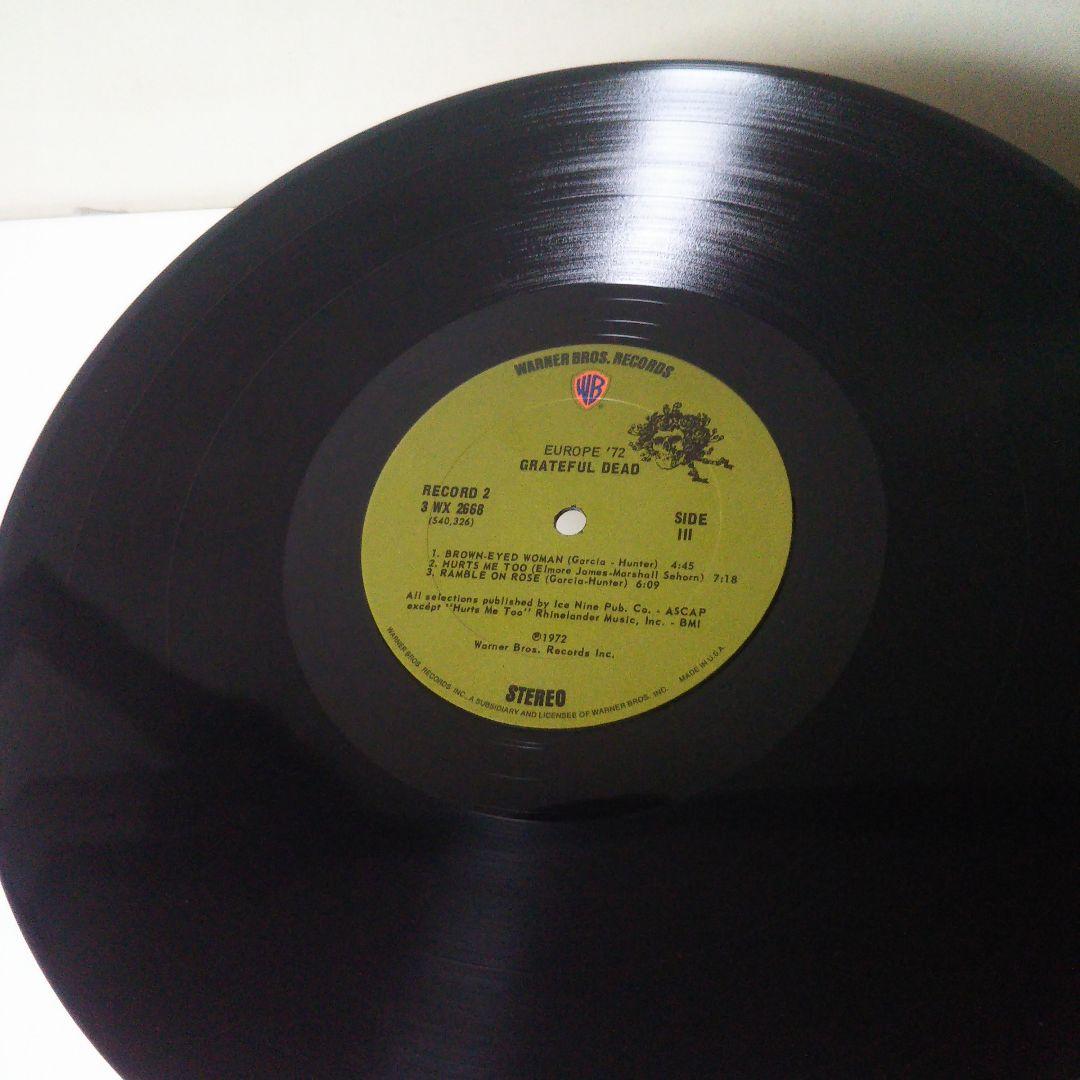 WARNER BROS. RECORDS
WB
EUROPE '72
GRATEFUL DEAD
RECORD 2
3 WX 2668
(S40,326)
SIDE
III
1. BROWN-EYED WOMAN (Garcia - Hunter) 4:45
2. HURTS ME TOO (Elmore James-Marshall Sehorn) 7:18
3. RAMBLE ON ROSE (Garcia-Hunter) 6:09
All selections published by Ice Nine Pub. Co. - ASCAP
except "Hurts Me Too" Rhinelander Music, Inc. - BMI
℗1972
Warner Bros. Records Inc.
STEREO
WARNER BROS. RECORDS INC., A SUBSIDIARY AND LICENSEE OF WARNER BROS. INC. MADE IN U.S.A.